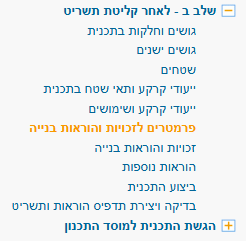 שלב ב - לאחר קליטת תשריט
גושים וחלקות בתכנית
גושים ישנים
שטחים
ייעודי קרקע ותאי שטח בתכנית
ייעודי קרקע ושימושים
פרמטרים לזכויות והוראות בנייה
זכויות והוראות בנייה
הוראות נוספות
ביצוע התכנית
בדיקה ויצירת תדפיס הוראות ותשריט
הגשת התכנית למוסד התכנון